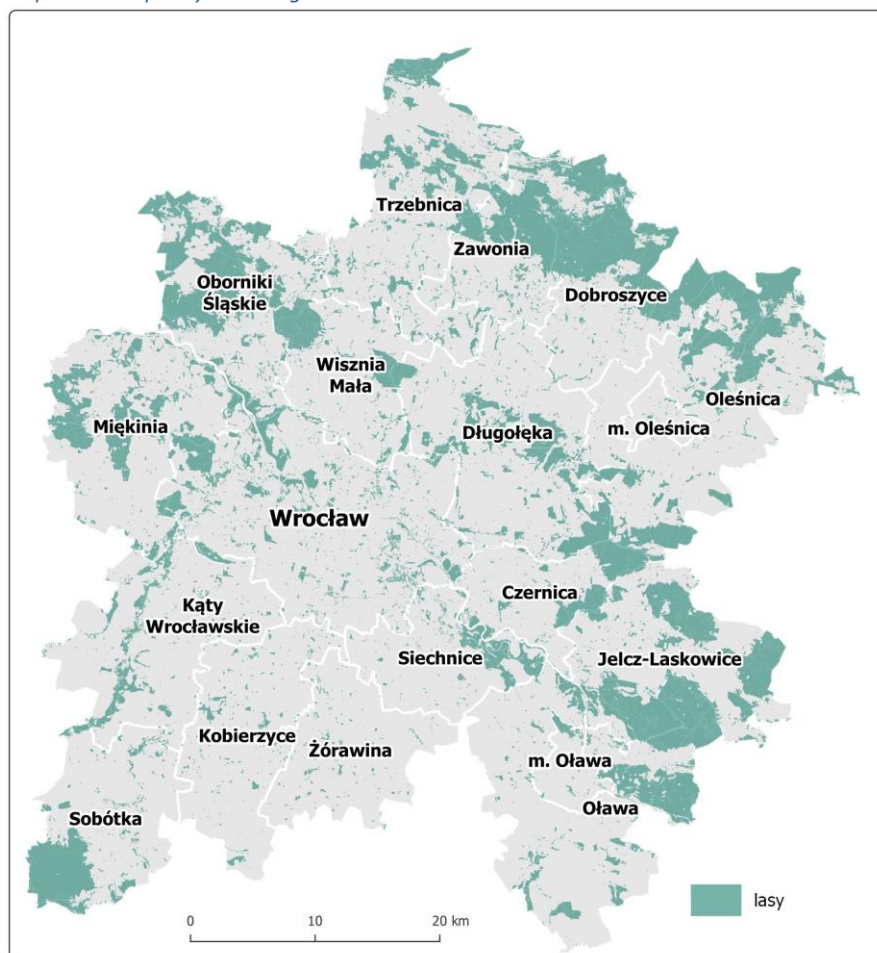 Trzebnica
Zawonia
Oborniki
Śląskie
Dobroszyce
Wisznia
Mała
Oleśnica
Miękinia
Długołęka
m. Oleśnica
Wrocław
Czernica
Kąty
Wrocławskie
Siechnice
Jelcz-Laskowice
Kobierzyce
Żórawina
m. Oława
Oława
Sobótka
lasy
0 10 20 km